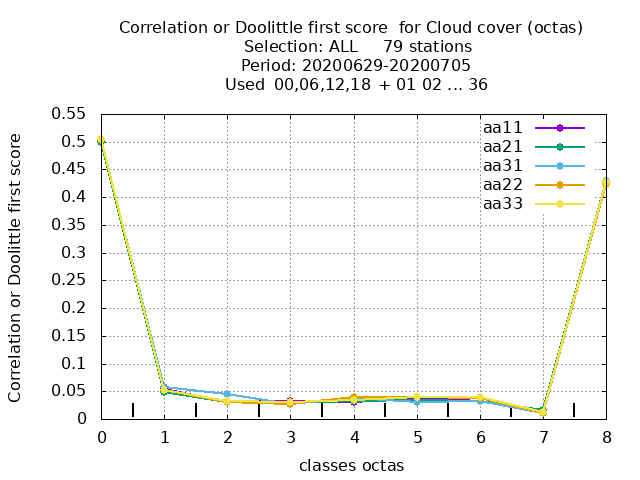 Correlation or Doolittle first score  for Cloud cover (octas)
Selection: ALL     79 stations
Period: 20200629-20200705
Used  00,06,12,18 + 01 02 ... 36
Correlation or Doolittle first score
0.55
0.5
0.45
0.4
0.35
0.3
0.25
0.2
0.15
0.1
0.05
0
aa11
aa21
aa31
aa22
aa33
0 1 2 3 4 5 6 7 8
classes octas